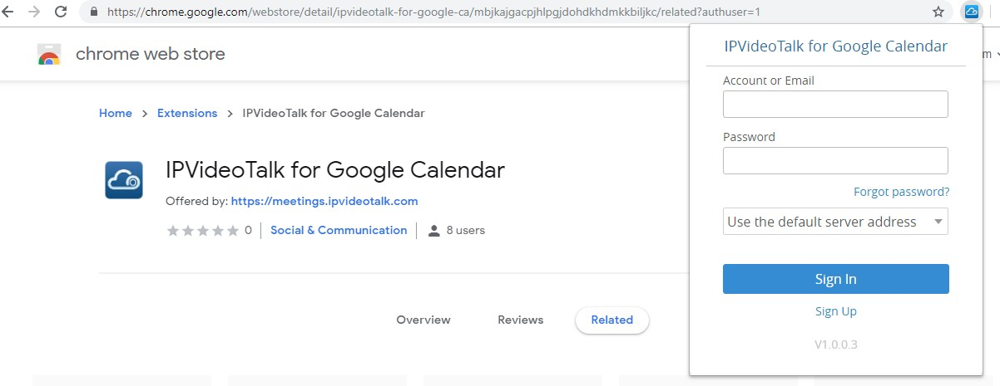 https://chrome.google.com/webstore/detail/ipvideotalk-for-google-ca/mbjkajgacpjhlpgjdohdkhdmkkbiljkc/related?authuser=1
chrome web store
m
Home > Extensions > IPVideoTalk for Google Calendar
IPVideoTalk for Google Calendar
Offered by: https://meetings.ipvideotalk.com
0 | Social & Communication | 8 users
Overview Reviews Related
IPVideoTalk for Google Calendar
Account or Email
Password
Forgot password?
Use the default server address
Sign In
Sign Up
V1.0.0.3